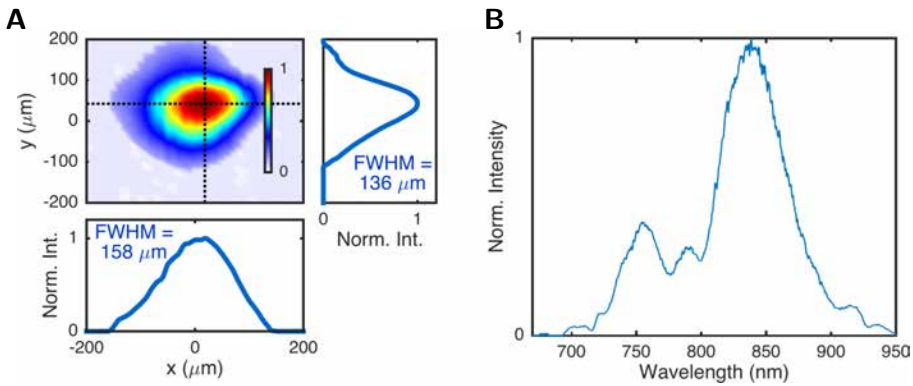 A
200
100
0
-100
-200
y (μm)
1
0
FWHM =
136 μm
0
1
Norm. Int.
FWHM =
158 μm
1
0
Norm. Int.
-200
0
200
x (μm)
B
1
0
Norm. Intensity
700
750
800
850
900
950
Wavelength (nm)